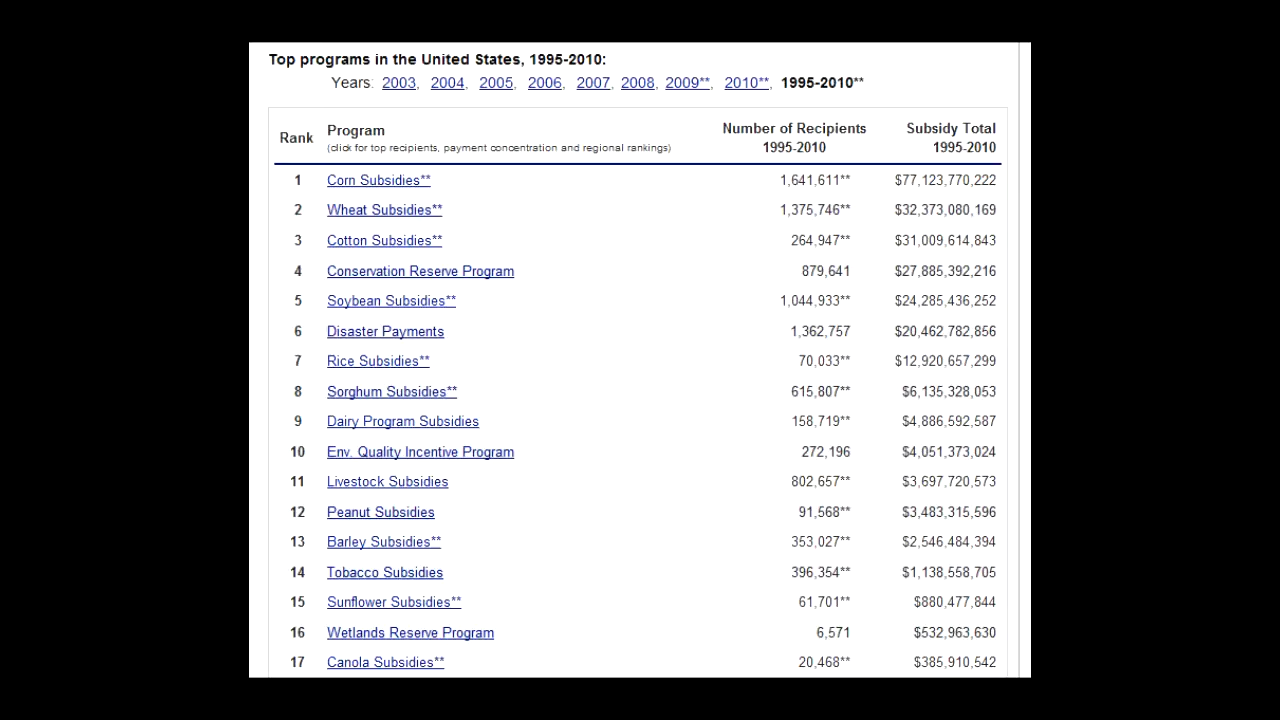 Top programs in the United States, 1995-2010:
Years: 2003, 2004, 2005, 2006, 2007, 2008, 2009**, 2010**, 1995-2010**
Rank Program (click for top recipients, payment concentration and regional rankings) Number of Recipients 1995-2010 Subsidy Total 1995-2010
1 Corn Subsidies** 1,641,611** $77,123,770,222
2 Wheat Subsidies** 1,375,746** $32,373,080,169
3 Cotton Subsidies** 264,947** $31,009,614,843
4 Conservation Reserve Program 879,641 $27,885,392,216
5 Soybean Subsidies** 1,044,933** $24,285,436,252
6 Disaster Payments 1,362,757 $20,462,782,856
7 Rice Subsidies** 70,033** $12,920,657,299
8 Sorghum Subsidies** 615,807** $6,135,328,053
9 Dairy Program Subsidies 158,719** $4,886,592,587
10 Env. Quality Incentive Program 272,196 $4,051,373,024
11 Livestock Subsidies 802,657** $3,697,720,573
12 Peanut Subsidies 91,568** $3,483,315,596
13 Barley Subsidies** 353,027** $2,546,484,394
14 Tobacco Subsidies 396,354** $1,138,558,705
15 Sunflower Subsidies** 61,701** $880,477,844
16 Wetlands Reserve Program 6,571 $532,963,630
17 Canola Subsidies** 20,468** $385,910,542